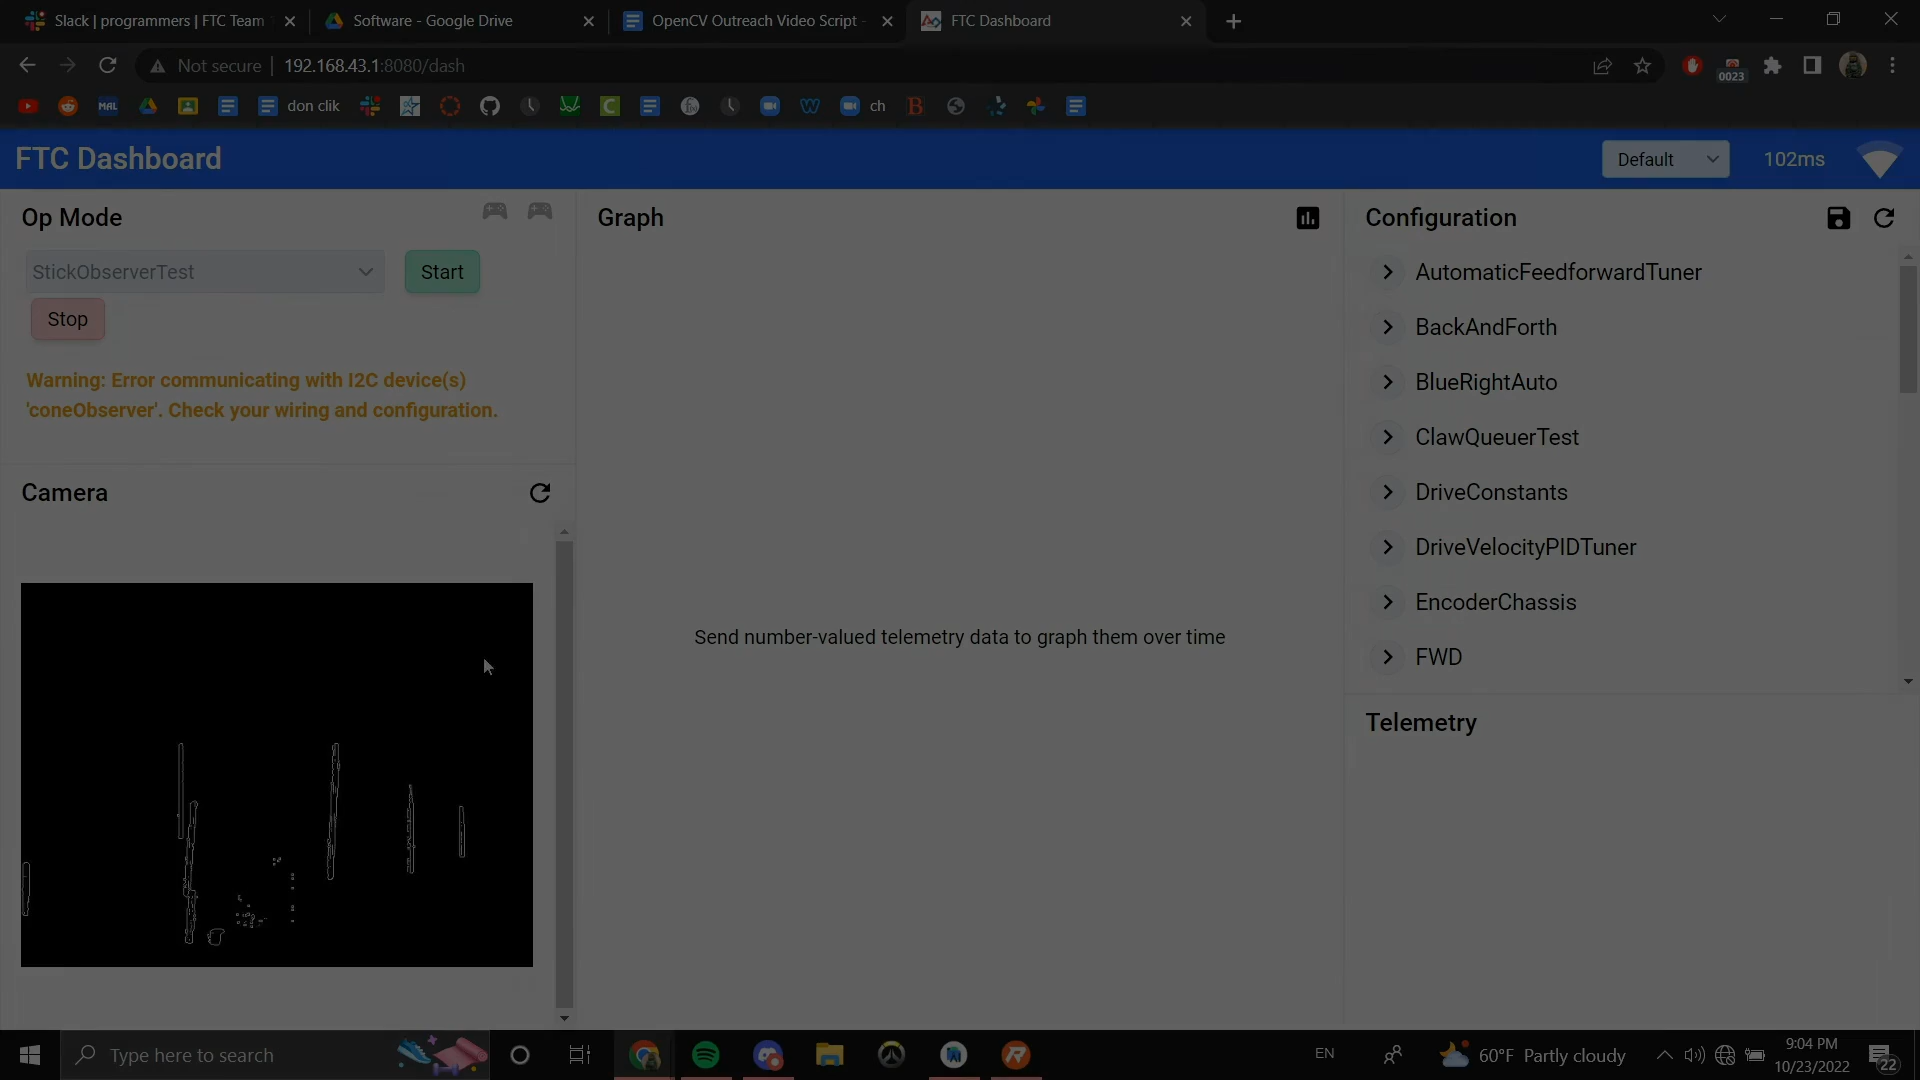 Slack | programmers | FTC Team
Software - Google Drive
OpenCV Outreach Video Script -
FTC Dashboard
Not secure | 192.168.43.1:8080/dash
0023
MAL
don clik
ch
FTC Dashboard
Default
102ms
Op Mode
StickObserverTest
Start
Stop
Warning: Error communicating with I2C device(s)
'coneObserver'. Check your wiring and configuration.
Camera
Graph
Send number-valued telemetry data to graph them over time
Configuration
AutomaticFeedforwardTuner
BackAndForth
BlueRightAuto
ClawQueuerTest
DriveConstants
DriveVelocityPIDTuner
EncoderChassis
FWD
Telemetry
Type here to search
EN
60°F Partly cloudy
9:04 PM
10/23/2022
22